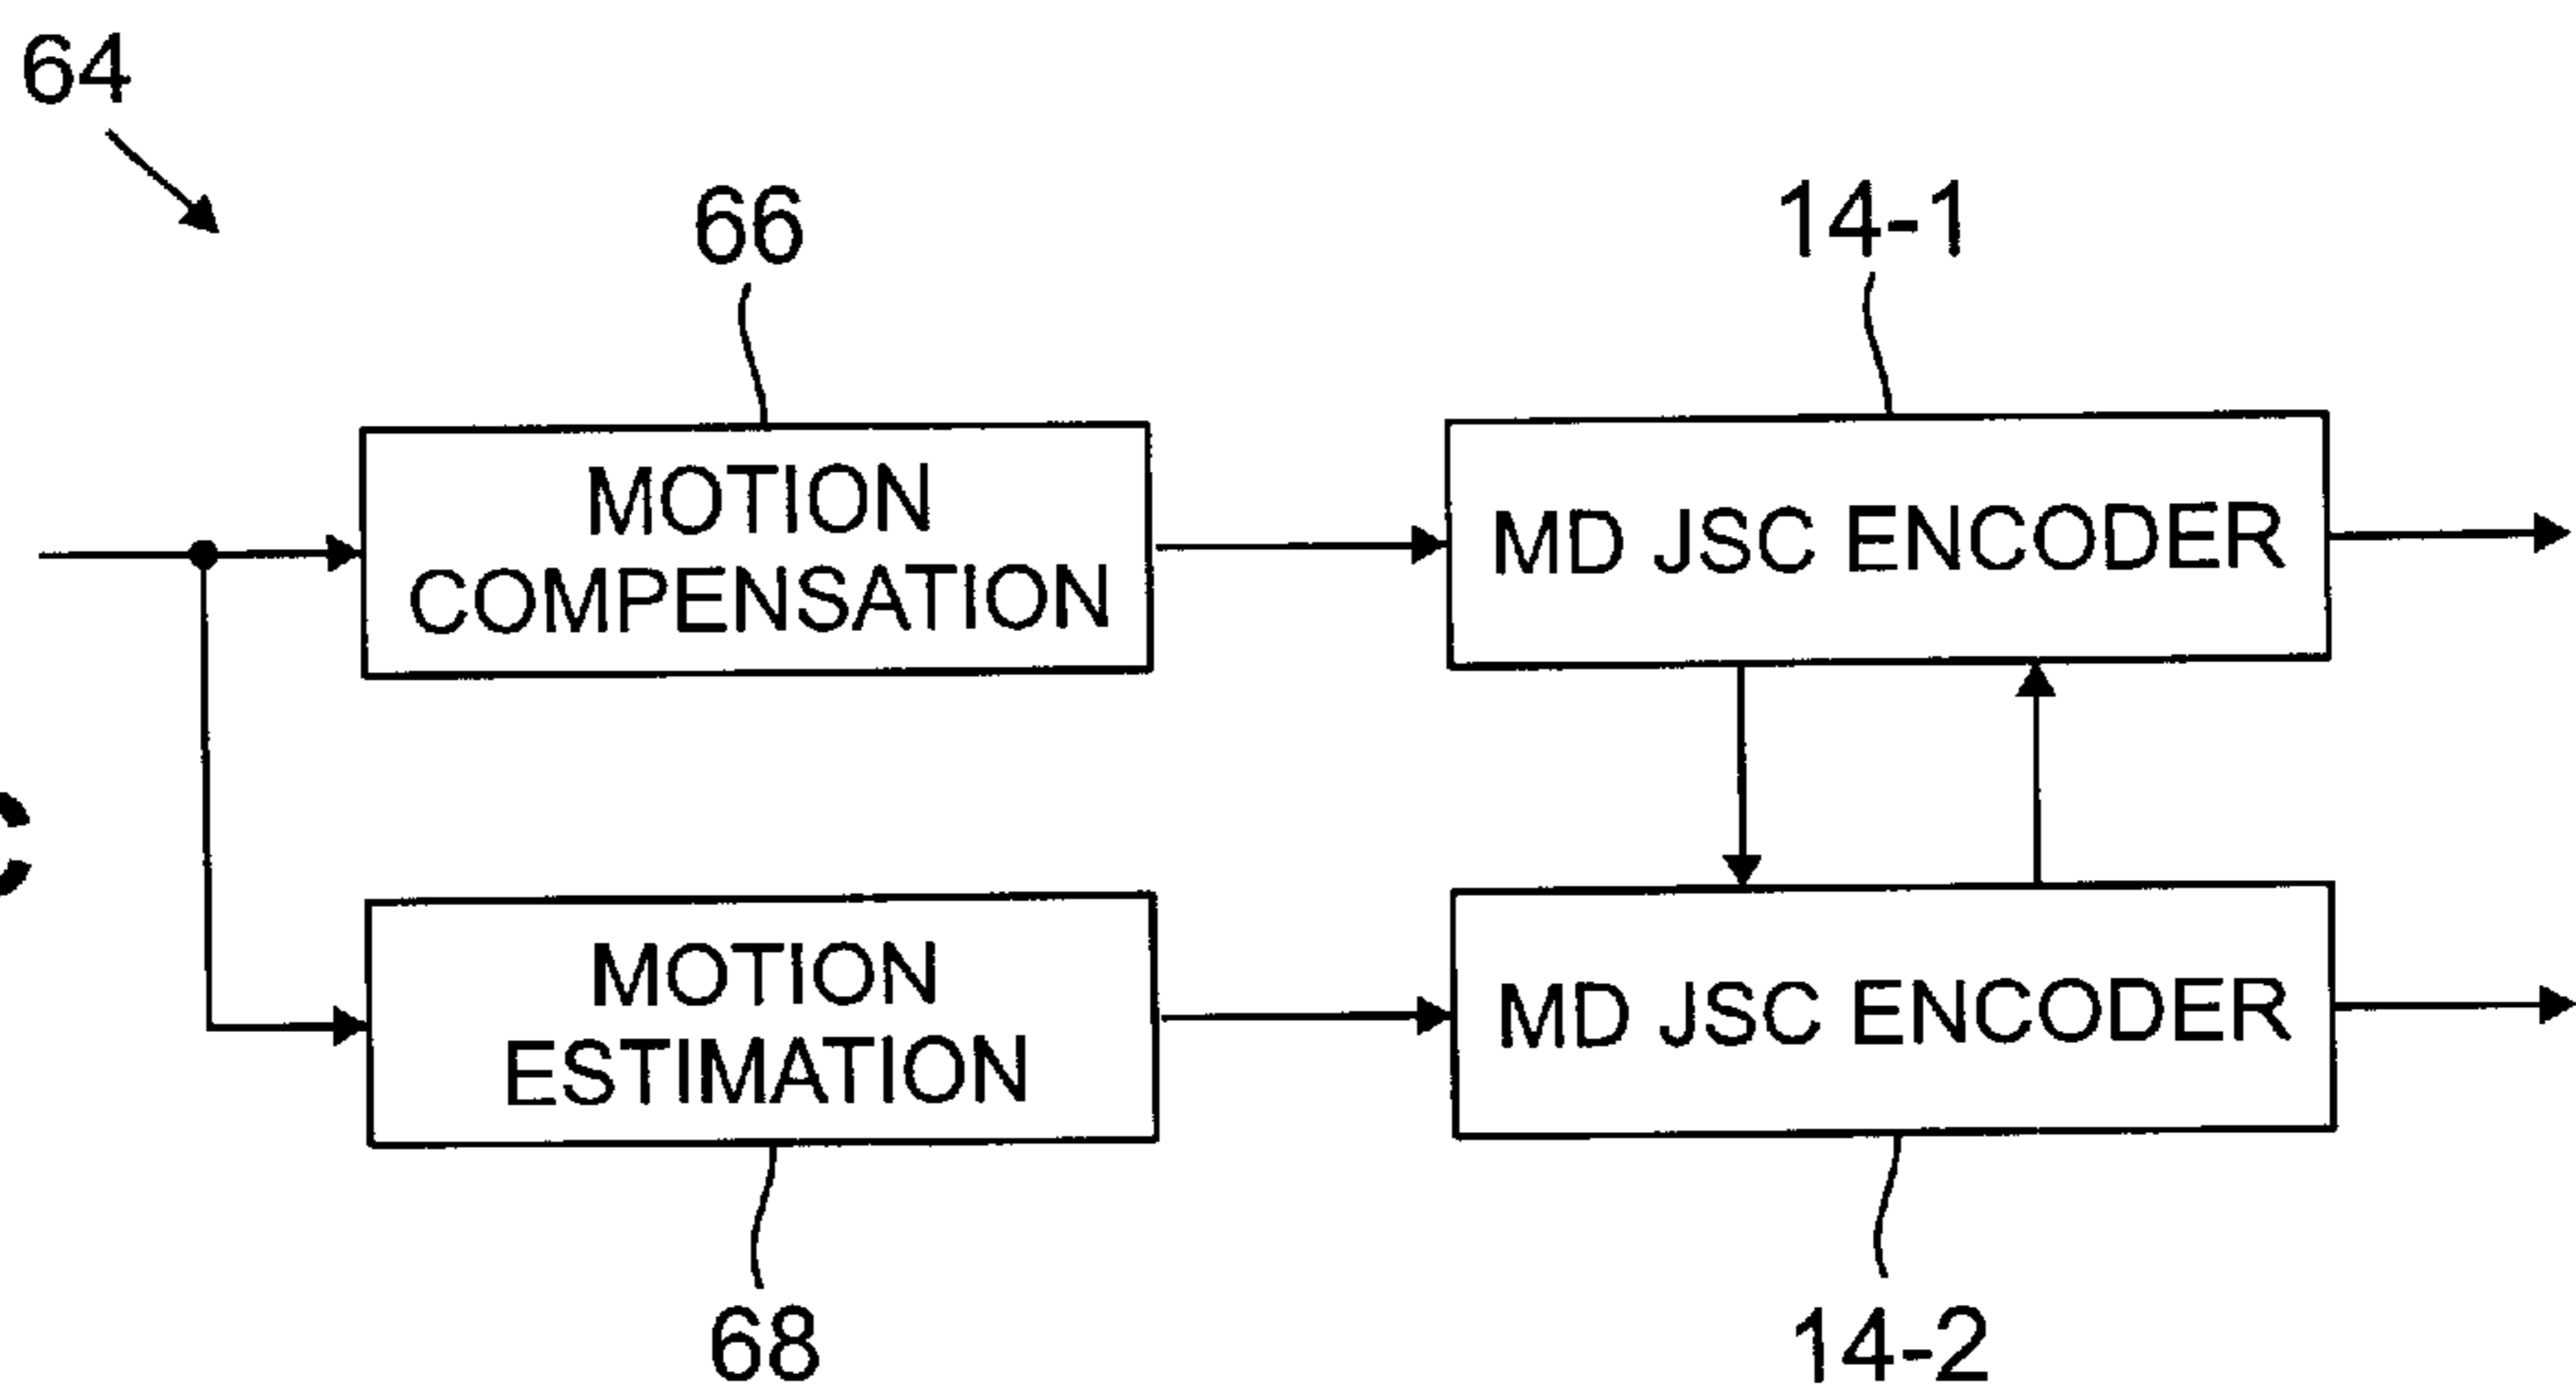 64
66
14-1
MOTION
COMPENSATION
MD JSC ENCODER
C
MOTION
ESTIMATION
MD JSC ENCODER
68
14-2